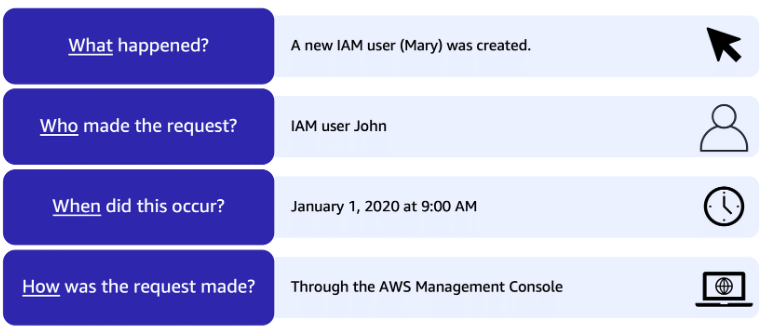 What happened?
A new IAM user (Mary) was created.
Who made the request?
IAM user John
When did this occur?
January 1, 2020 at 9:00 AM
How was the request made?
Through the AWS Management Console